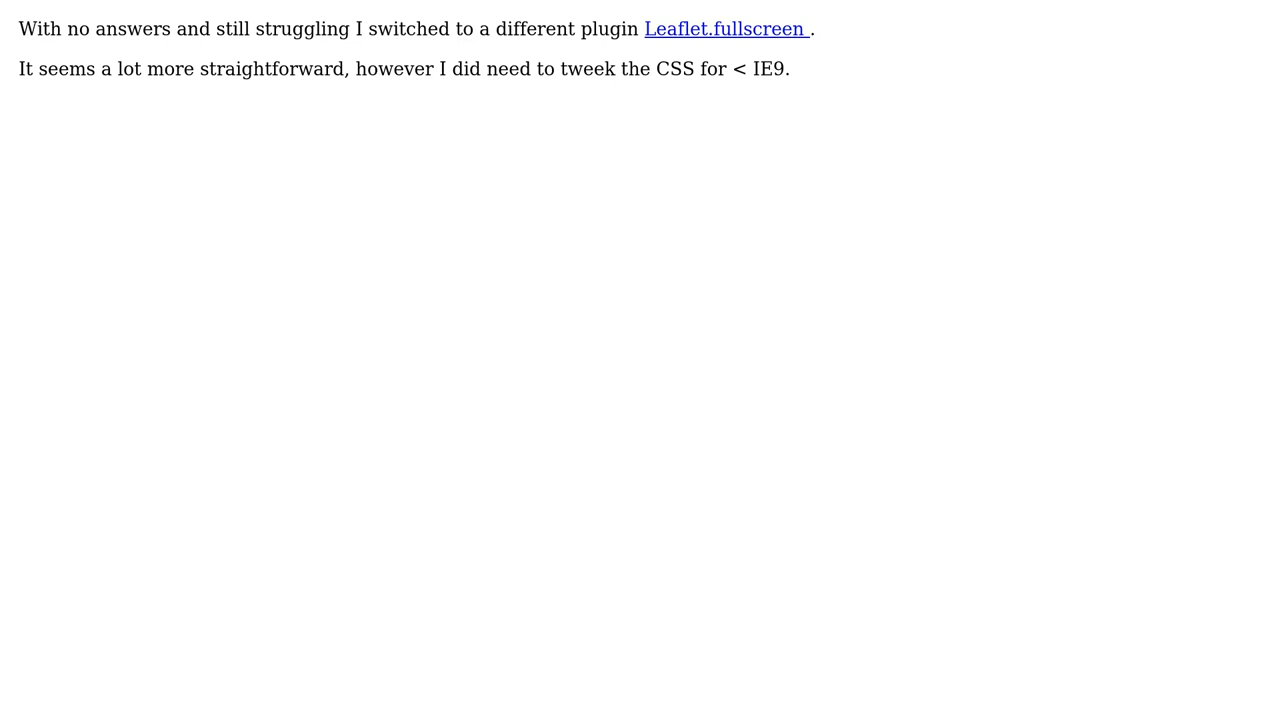 With no answers and still struggling I switched to a different plugin Leaflet.fullscreen .
It seems a lot more straightforward, however I did need to tweek the CSS for < IE9.